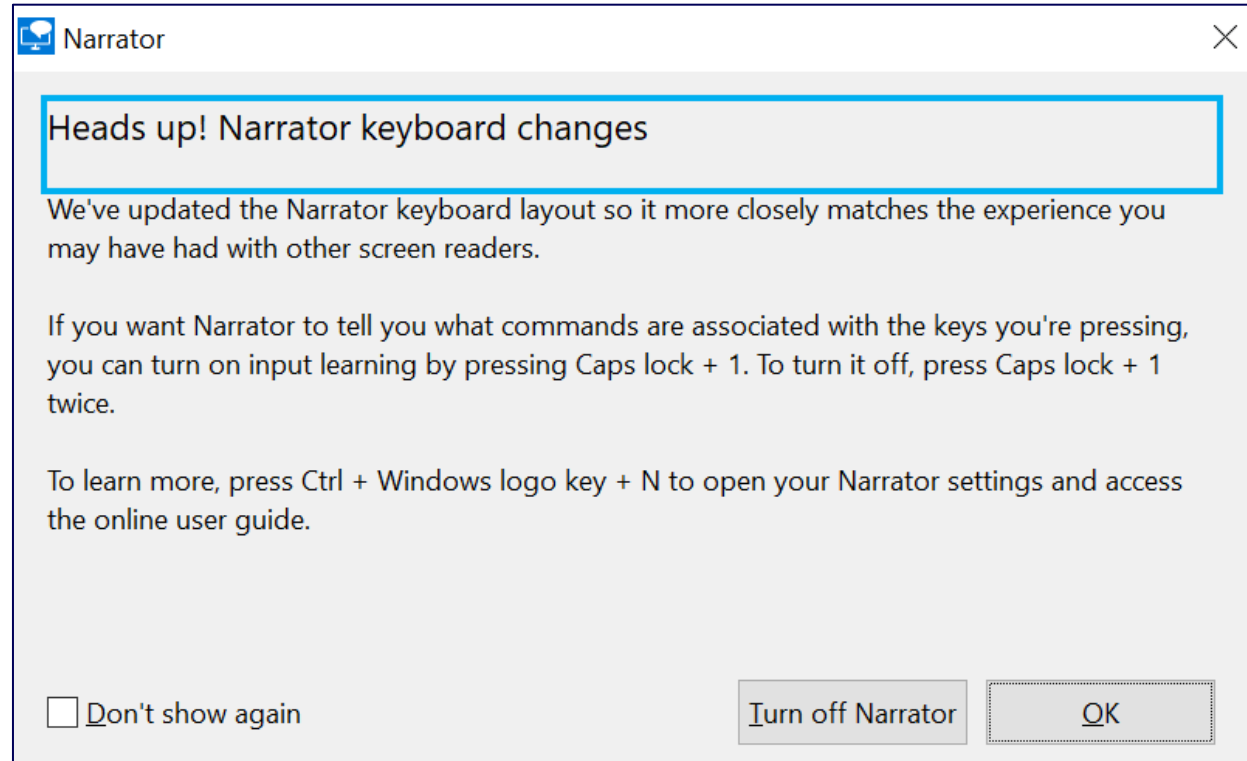 Narrator
Heads up! Narrator keyboard changes
We've updated the Narrator keyboard layout so it more closely matches the experience you
may have had with other screen readers.
If you want Narrator to tell you what commands are associated with the keys you're pressing,
you can turn on input learning by pressing Caps lock + 1. To turn it off, press Caps lock + 1
twice.
To learn more, press Ctrl + Windows logo key + N to open your Narrator settings and access
the online user guide.
Don't show again
Turn off Narrator
OK